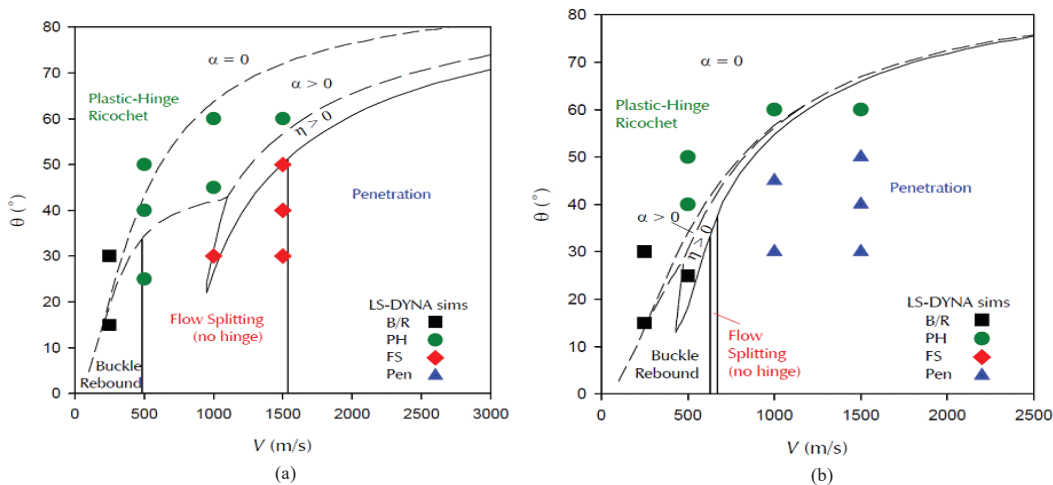 (a)
80
70
60
50
40
30
20
10
0
θ (°)
α = 0
α > 0
η > 0
Plastic-Hinge
Ricochet
Penetration
Flow Splitting
(no hinge)
Buckle
Rebound
LS-DYNA sims
B/R
PH
FS
Pen
0 500 1000 1500 2000 2500 3000
V (m/s)
(a)
(b)
80
70
60
50
40
30
20
10
0
θ (°)
α = 0
Plastic-Hinge
Ricochet
Penetration
α > 0
η > 0
Buckle
Rebound
Flow
Splitting
(no hinge)
LS-DYNA sims
B/R
PH
FS
Pen
0 500 1000 1500 2000 2500
V (m/s)
(b)